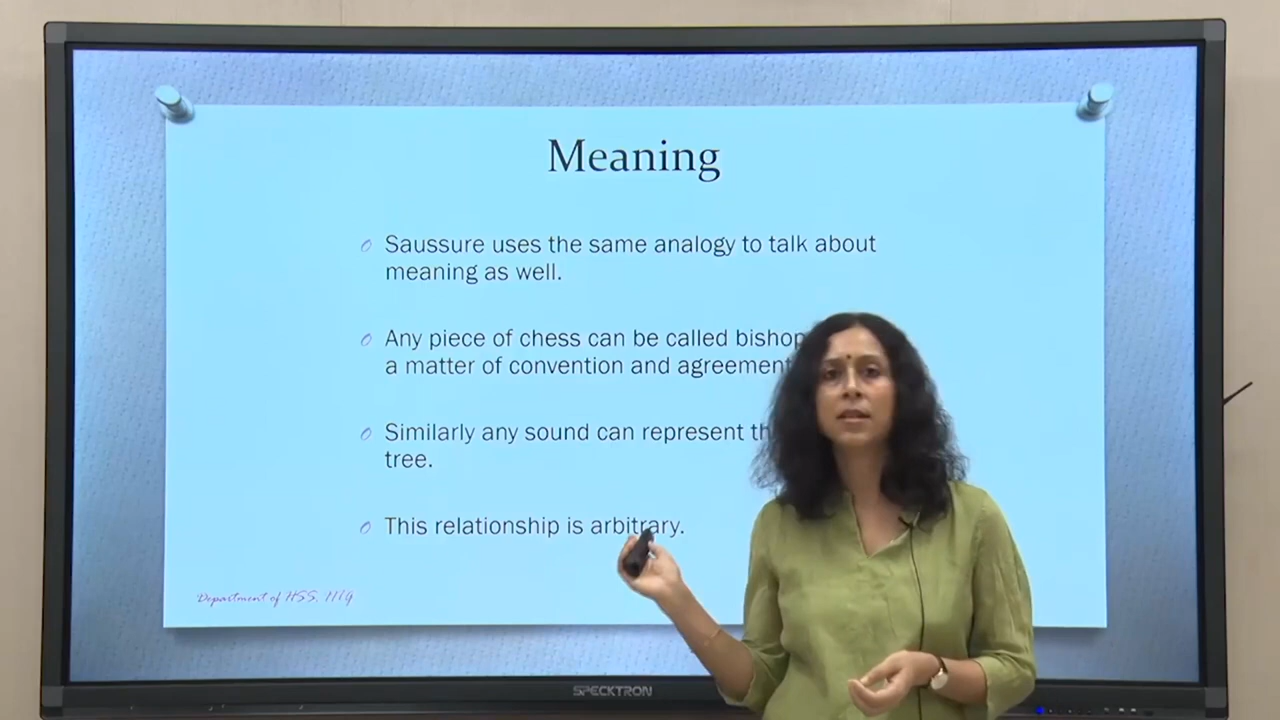 Meaning
Saussure uses the same analogy to talk about
meaning as well.
Any piece of chess can be called bishop
a matter of convention and agreement
Similarly any sound can represent th
tree.
This relationship is arbitrary.
Department of HSS, IITG
SPECKTRON